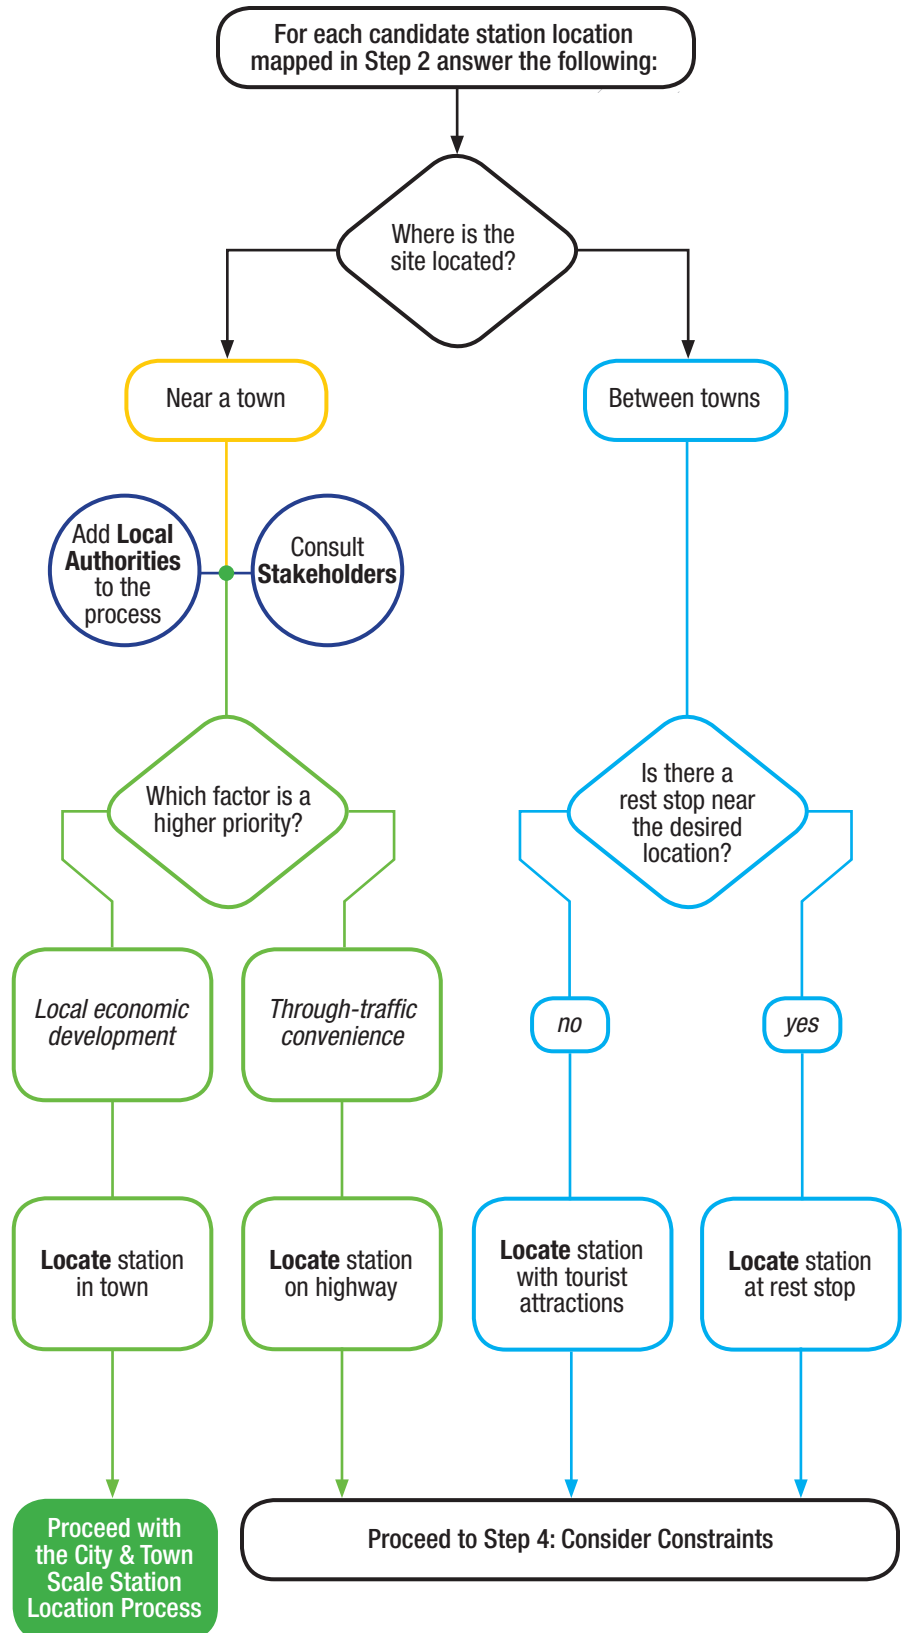 For each candidate station location
mapped in Step 2 answer the following:
Where is the
site located?
Near a town
Between towns
Add Local
Authorities
to the
process
Consult
Stakeholders
Which factor is a
higher priority?
Is there a
rest stop near
the desired
location?
Local economic
development
Through-traffic
convenience
no
yes
Locate station
in town
Locate station
on highway
Locate station
with tourist
attractions
Locate station
at rest stop
Proceed with
the City & Town
Scale Station
Location Process
Proceed to Step 4: Consider Constraints